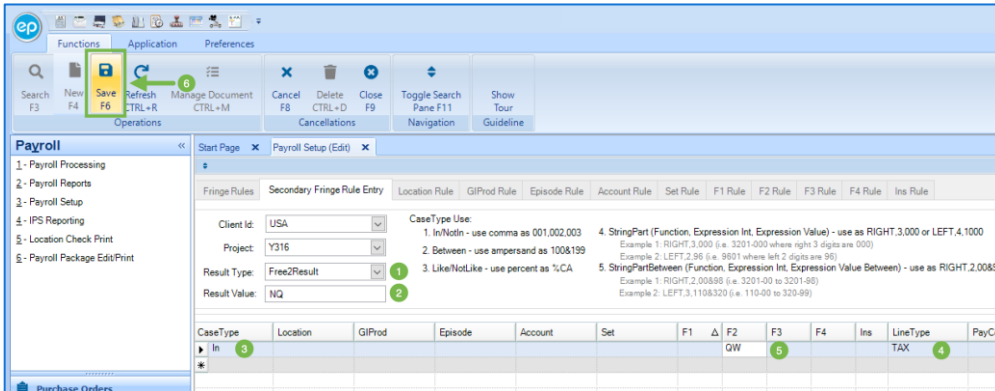 ep
Functions Application Preferences
6
Search New Save Refresh Manage Document Cancel Delete Close Toggle Search Show
F3 F4 F6 CTRL+R CTRL+M F8 CTRL+D F9 Pane F11 Tour
Operations Cancellations Navigation Guideline
Payroll «
Start Page X Payroll Setup (Edit) X
1 - Payroll Processing
2 - Payroll Reports
3 - Payroll Setup
4 - IPS Reporting
5 - Location Check Print
6 - Payroll Package Edit/Print
Purchase Orders
Fringe Rules Secondary Fringe Rule Entry Location Rule GlProd Rule Episode Rule Account Rule Set Rule F1 Rule F2 Rule F3 Rule F4 Rule Ins Rule
Client Id: USA
Project: Y316
Result Type: Free2Result 1
Result Value: NQ 2
CaseType Use:
1. In/NotIn - use comma as 001,002,003
2. Between - use ampersand as 100&199
3. Like/NotLike - use percent as %CA
4. StringPart (Function, Expression Int, Expression Value) - use as RIGHT,3,000 or LEFT,4,1000
Example 1: RIGHT,3,000 (i.e. 3201-000 where right 3 digits are 000)
Example 2: LEFT,2,96 (i.e. 9601 where left 2 digits are 96)
5. StringPartBetween (Function, Expression Int, Expression Value Between) - use as RIGHT,2,00&9
Example 1: RIGHT,2,00&98 (i.e. 3201-00 to 3201-98)
Example 2: LEFT,3,110&320 (i.e. 110-00 to 320-99)
CaseType Location GlProd Episode Account Set F1 F2 F3 F4 Ins LineType PayC
In 3 QW 5 TAX 4